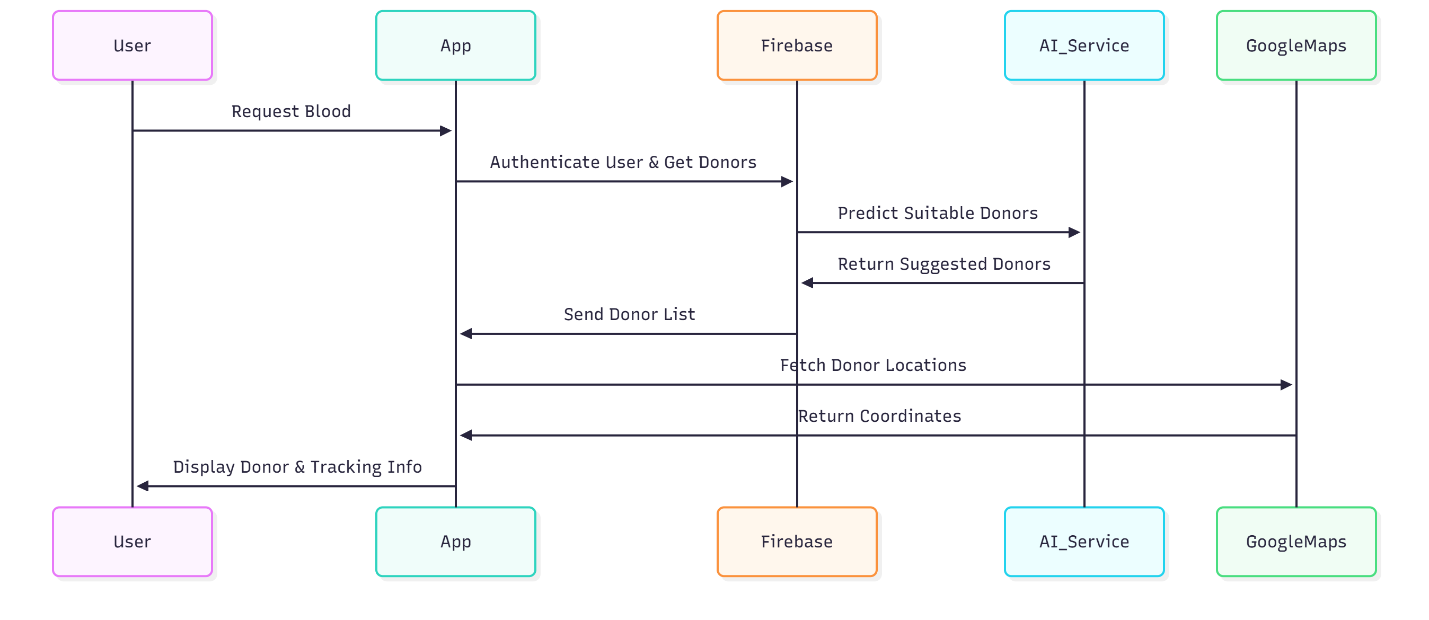 User
App
Firebase
AI_Service
GoogleMaps
Request Blood
Authenticate User & Get Donors
Predict Suitable Donors
Return Suggested Donors
Send Donor List
Fetch Donor Locations
Return Coordinates
Display Donor & Tracking Info
User
App
Firebase
AI_Service
GoogleMaps